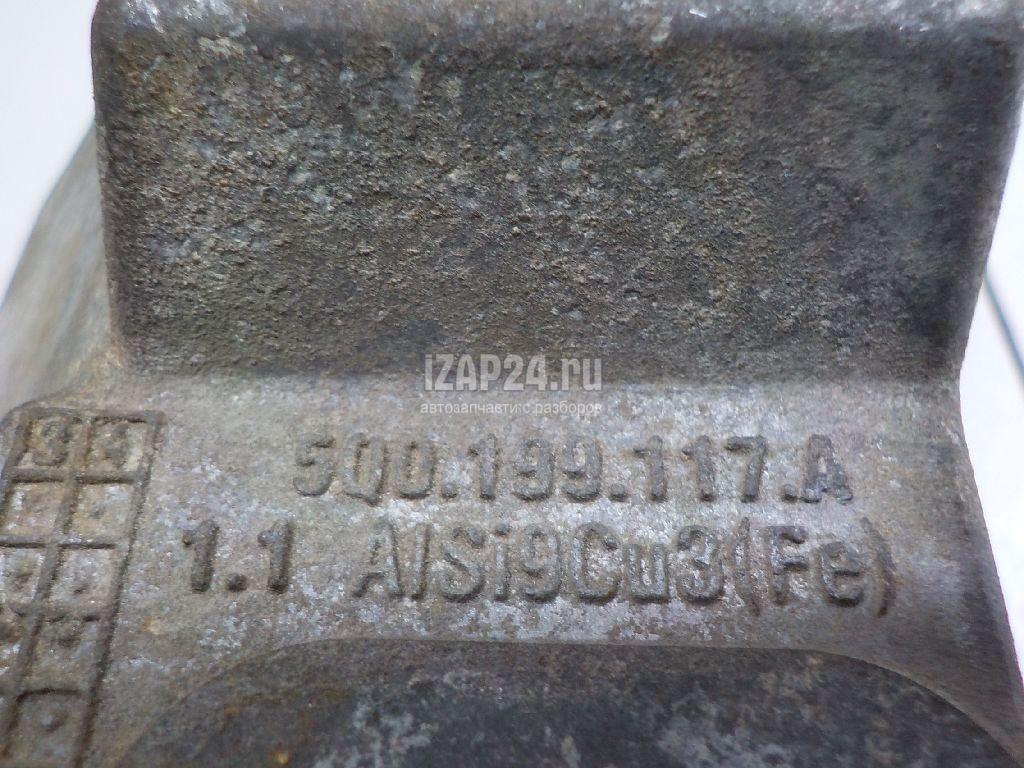 iZAP24.ru
автозапчасти с разборов
5Q0.199.117.A
1.1 AlSi9Cu3(Fe)